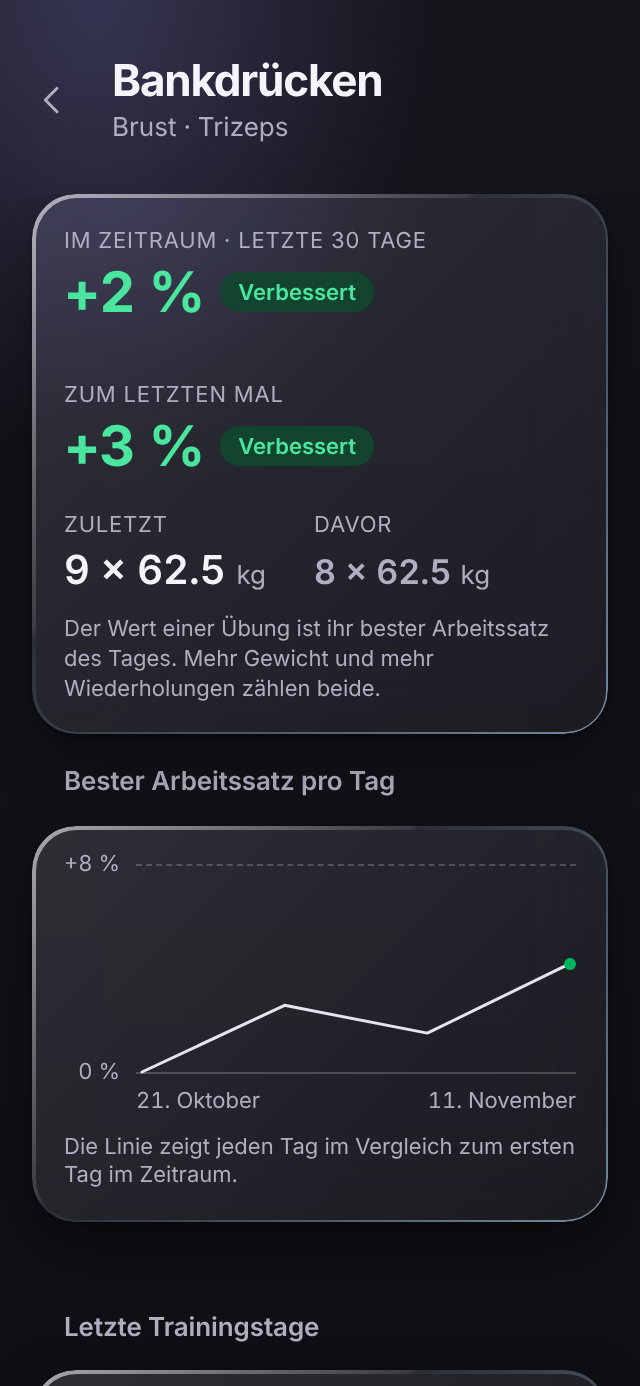 Bankdrücken
Brust · Trizeps
IM ZEITRAUM · LETZTE 30 TAGE
+2 % Verbessert
ZUM LETZTEN MAL
+3 % Verbessert
ZULETZT DAVOR
9 × 62.5 kg 8 × 62.5 kg
Der Wert einer Übung ist ihr bester Arbeitssatz
des Tages. Mehr Gewicht und mehr
Wiederholungen zählen beide.
Bester Arbeitssatz pro Tag
+8 %
0 %
21. Oktober 11. November
Die Linie zeigt jeden Tag im Vergleich zum ersten
Tag im Zeitraum.
Letzte Trainingstage